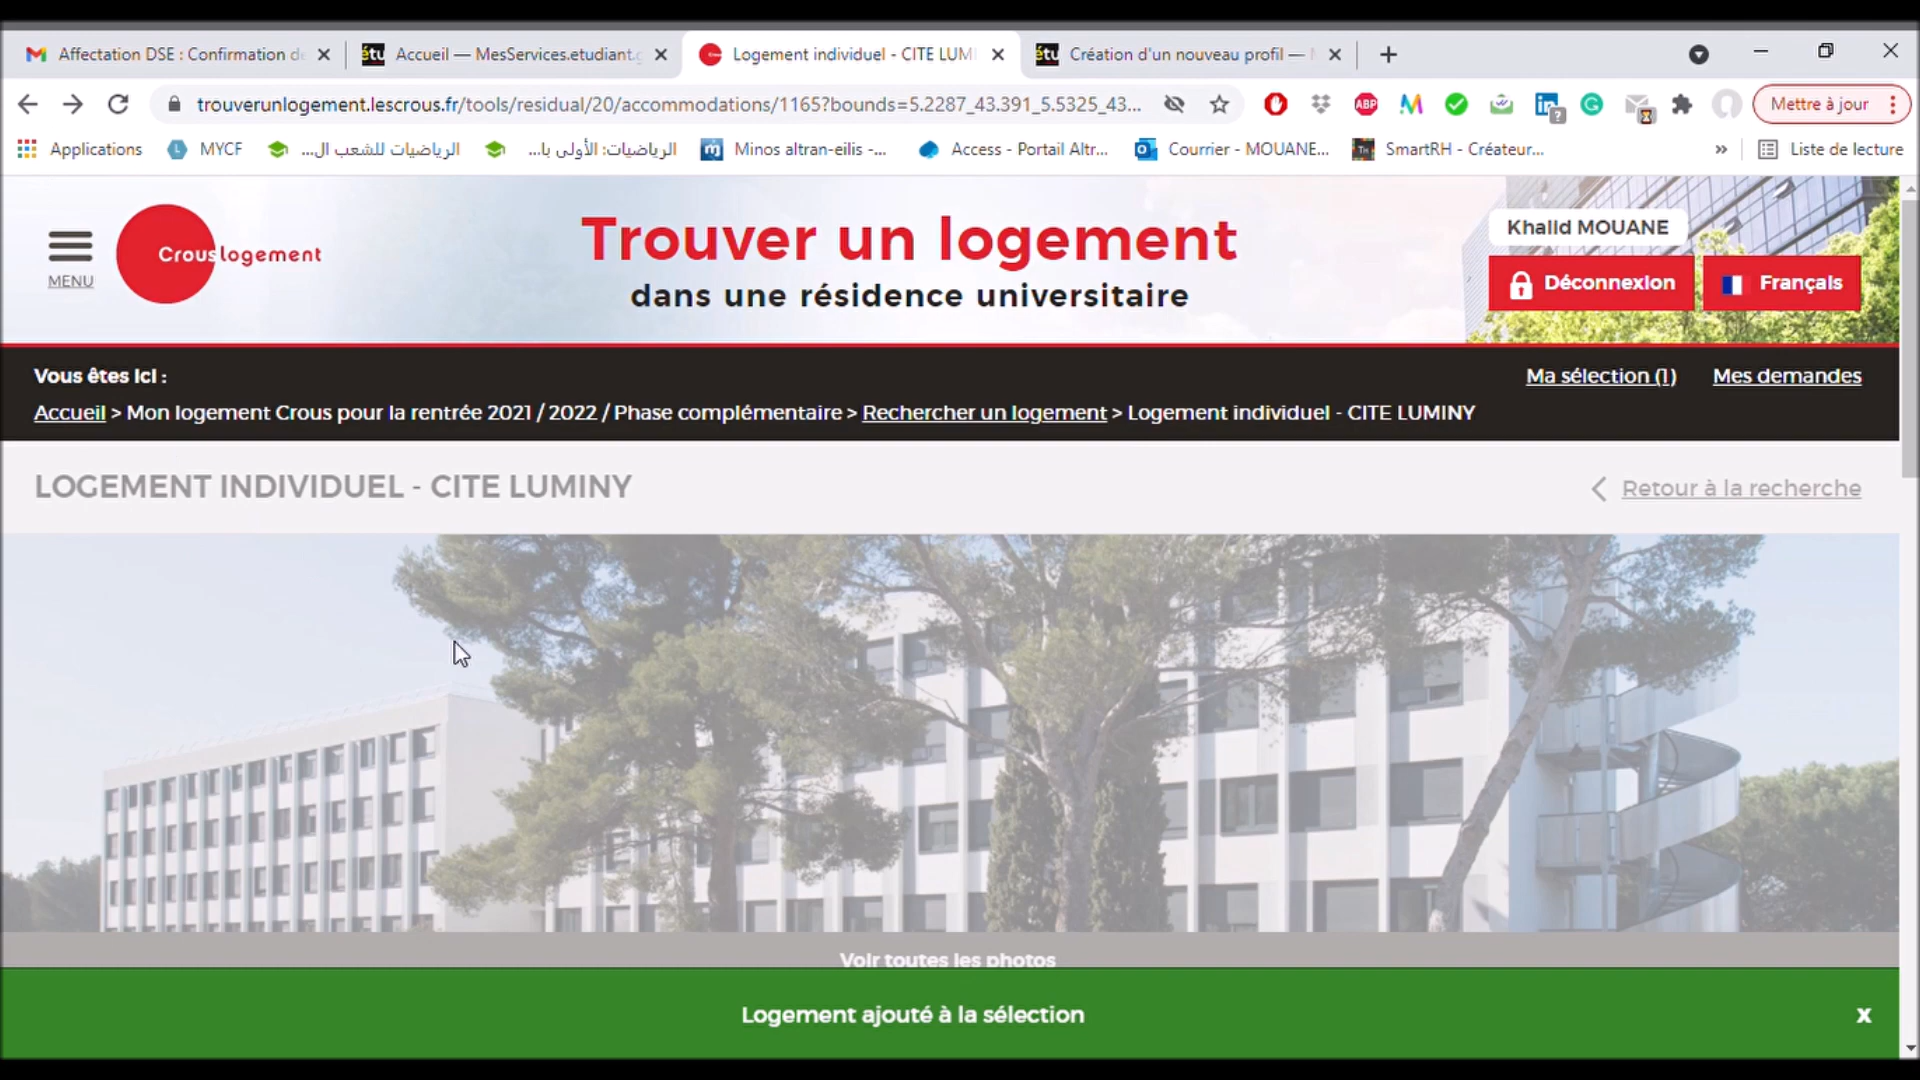 Affectation DSE : Confirmation de
Accueil — MesServices.etudiant.g
Logement individuel - CITE LUMI
Création d'un nouveau profil —
trouverunlogement.lescrous.fr/tools/residual/20/accommodations/1165?bounds=5.2287_43.391_5.5325_43...
ABP
Mettre à jour
Applications
MYCF
الرياضيات للشعب ال...
الرياضيات: الأولى با...
Minos altran-eilis -...
Access - Portail Altr...
Courrier - MOUANE...
SmartRH - Créateur...
»
Liste de lecture
MENU
Crous logement
Trouver un logement
dans une résidence universitaire
Khalid MOUANE
Déconnexion
Français
Vous êtes ici :
Ma sélection (1)
Mes demandes
Accueil > Mon logement Crous pour la rentrée 2021 / 2022 / Phase complémentaire > Rechercher un logement > Logement individuel - CITE LUMINY
LOGEMENT INDIVIDUEL - CITE LUMINY
Retour à la recherche
Voir toutes les photos
Logement ajouté à la sélection
x